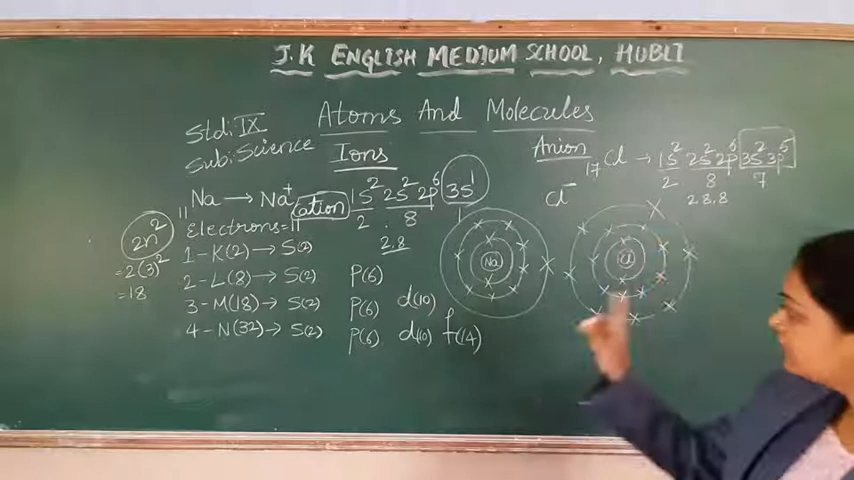 J.K ENGLISH MEDIUM SCHOOL, HUBLI
Atoms And Molecules
Std: IX
Sub: Science
Ions
Na → Na⁺
11
Cation
1s² 2s² 2p⁶ 3s¹
2 . 8 1
2.8
Electrons = 11
2n²
= 2(3)²
= 18
1 - K(2) → S(2)
2 - L(8) → S(2) P(6)
3 - M(18) → S(2) P(6) d(10)
4 - N(32) → S(2) P(6) d(10) f(14)
Na
Anion
₁₇Cl → 1s² 2s² 2p⁶ 3s² 3p⁵
2 8 7
2.8.8
Cl⁻
Cl